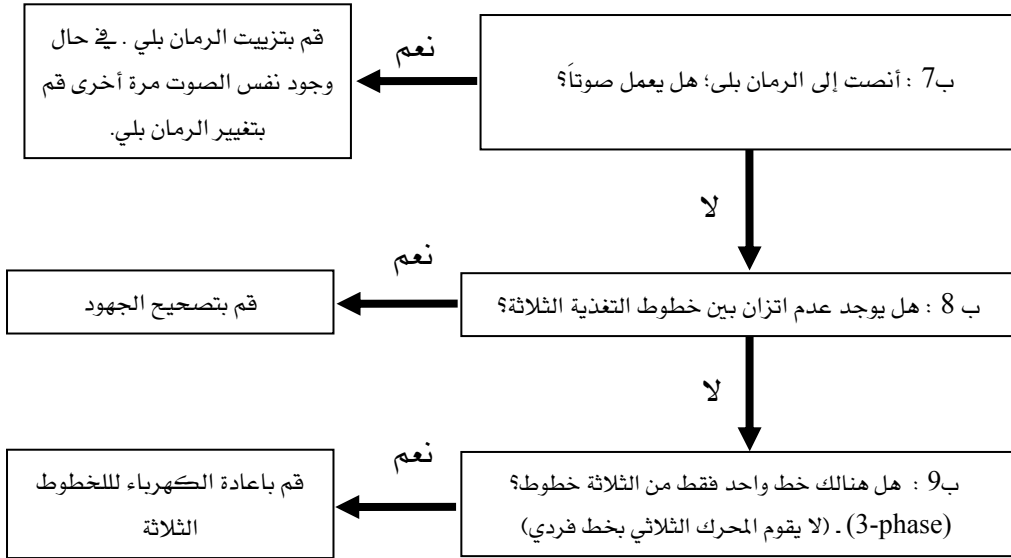 ب7 : أنصت إلى الرمان بلى؛ هل يعمل صوتاَ؟
نعم
قم بتزييت الرمان بلي . في حال
وجود نفس الصوت مرة أخرى قم
بتغيير الرمان بلي.
لا
ب 8 : هل يوجد عدم اتزان بين خطوط التغذية الثلاثة؟
نعم
قم بتصحيح الجهود
لا
ب9 : هل هنالك خط واحد فقط من الثلاثة خطوط؟
(3-phase) ـ (لا يقوم المحرك الثلاثي بخط فردي)
نعم
قم باعادة الكهرباء لللخطوط
الثلاثة